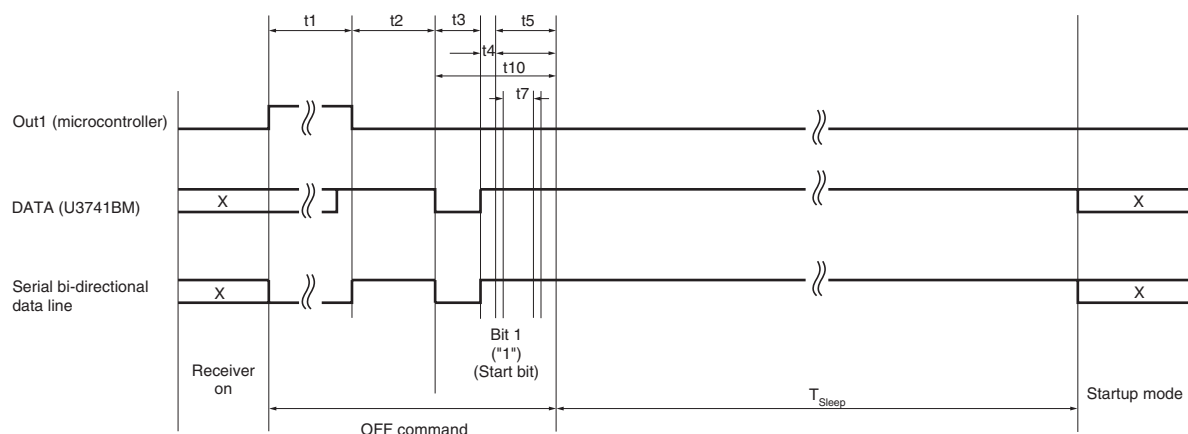 t1
t2
t3
t5
t4
t10
t7
Out1 (microcontroller)
X
DATA (U3741BM)
X
X
Serial bi-directional
data line
X
Bit 1
("1")
(Start bit)
Receiver
on
TSleep
Startup mode
OFF command